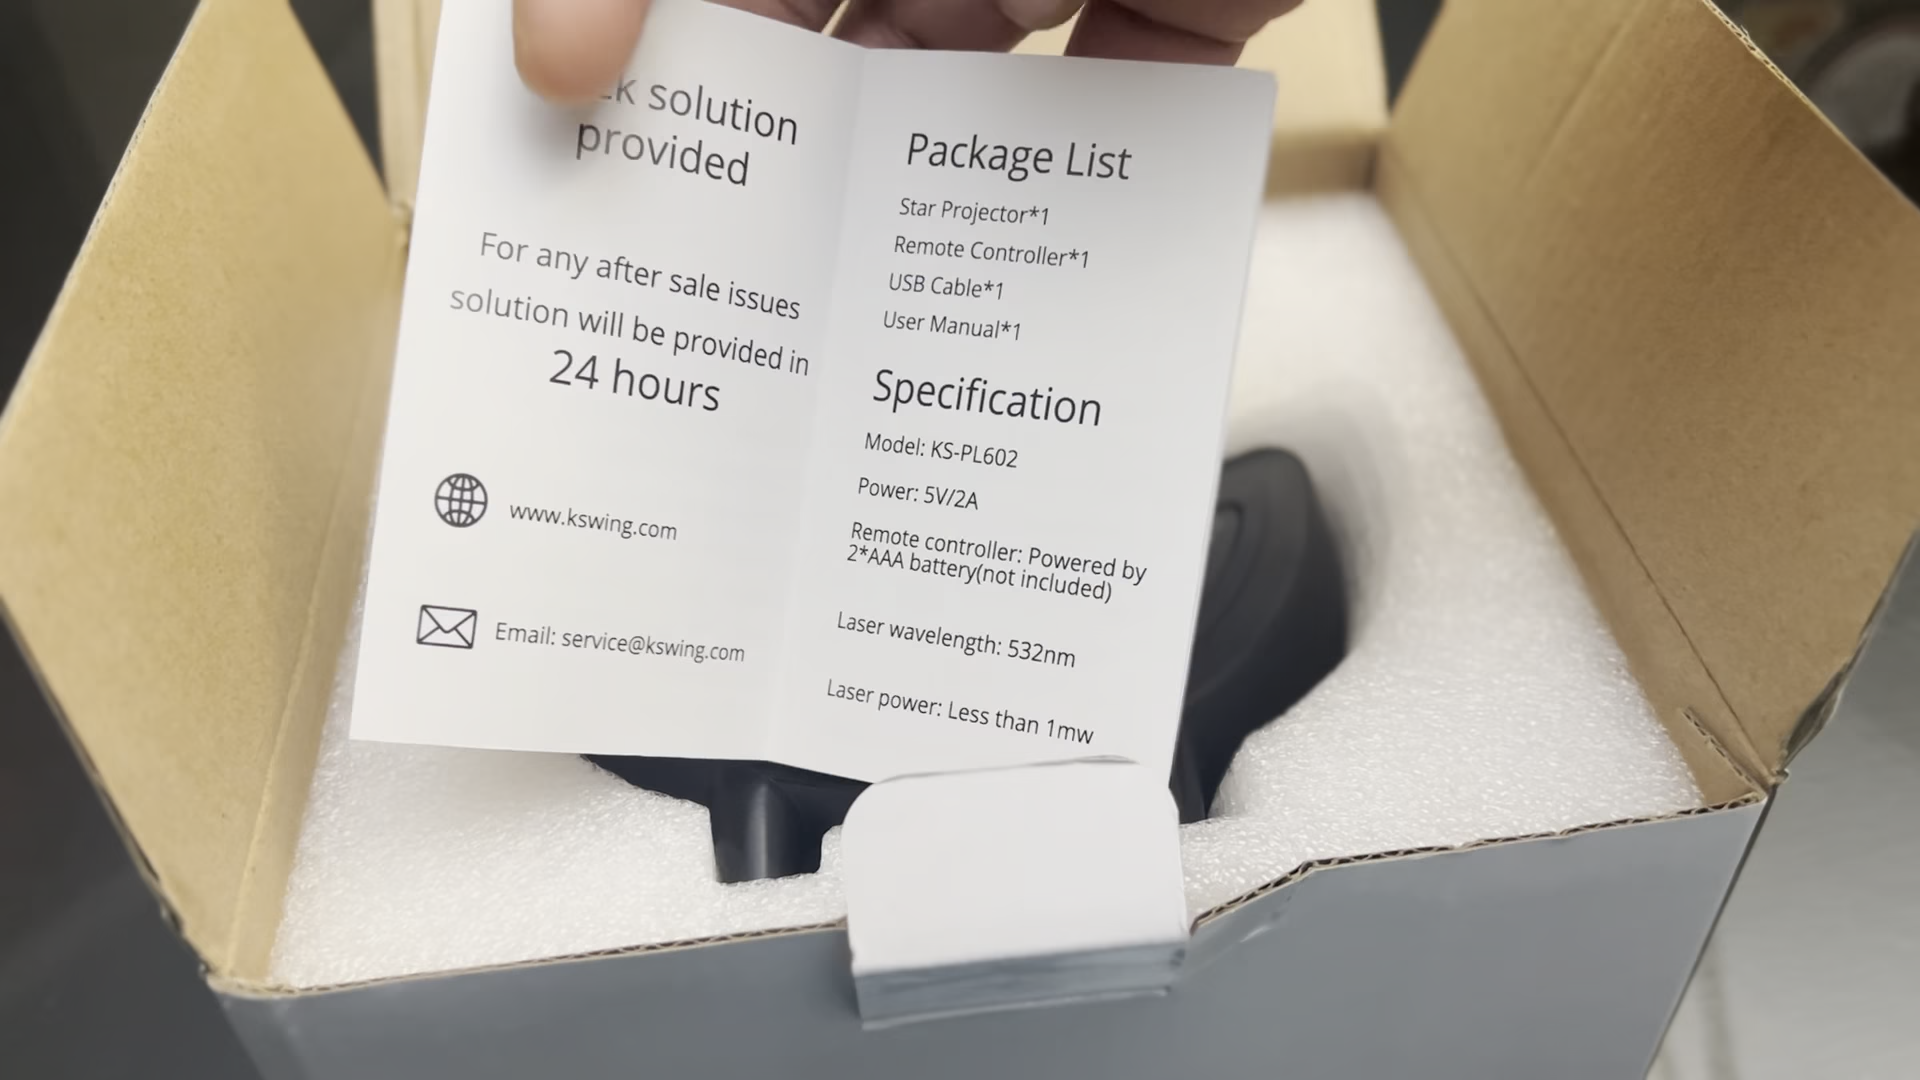 solution
provided
For any after sale issues
solution will be provided in
24 hours
www.kswing.com
Email: service@kswing.com
Package List
Star Projector*1
Remote Controller*1
USB Cable*1
User Manual*1
Specification
Model: KS-PL602
Power: 5V/2A
Remote controller: Powered by
2*AAA battery(not included)
Laser wavelength: 532nm
Laser power: Less than 1mw